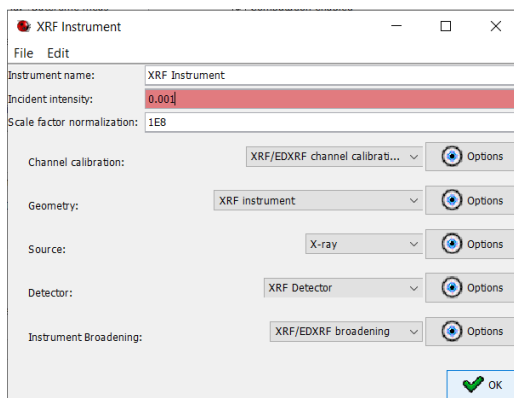 XRF Instrument
File Edit
Instrument name: XRF Instrument
Incident intensity: 0.001
Scale factor normalization: 1E8
Channel calibration: XRF/EDXRF channel calibrati... Options
Geometry: XRF instrument Options
Source: X-ray Options
Detector: XRF Detector Options
Instrument Broadening: XRF/EDXRF broadening Options
OK